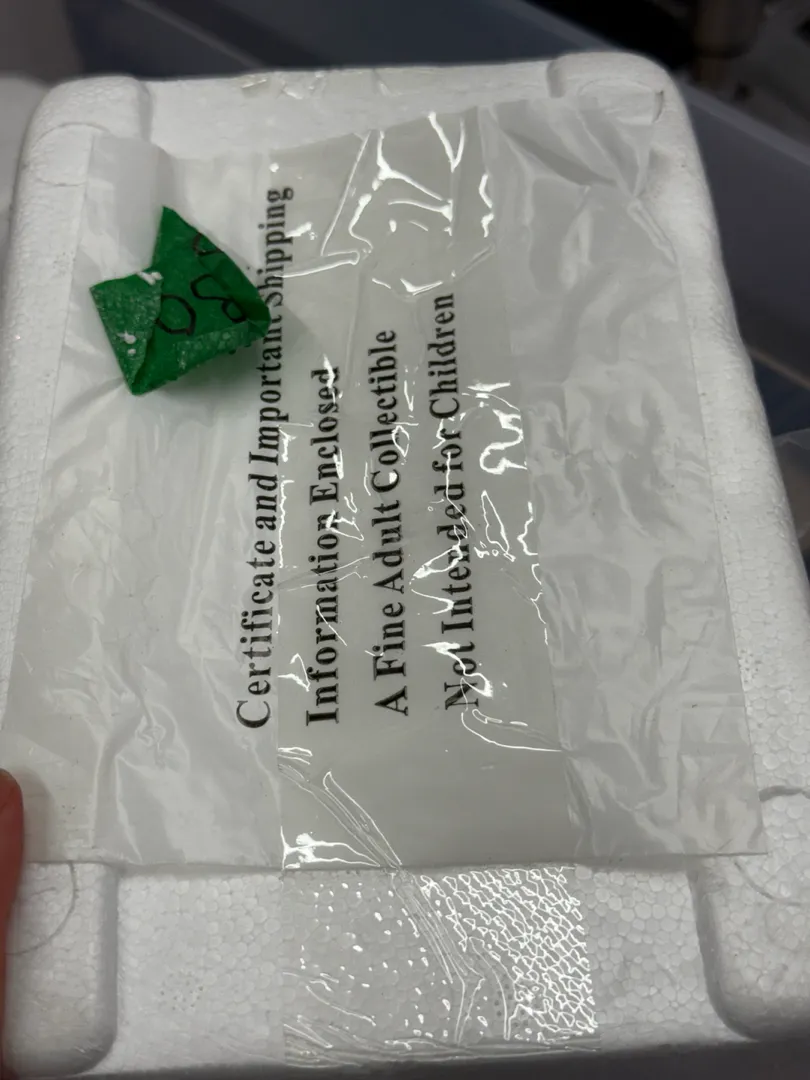 Certificate and Important Shipping
Information Enclosed
A Fine Adult Collectible
Not Intended for Children